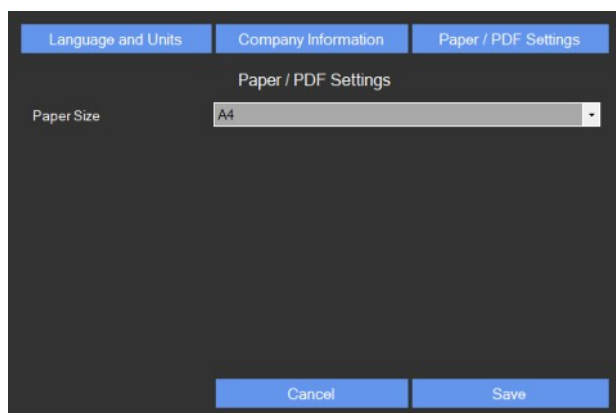 Language and Units Company Information Paper / PDF Settings
Paper / PDF Settings
Paper Size A4
Cancel Save